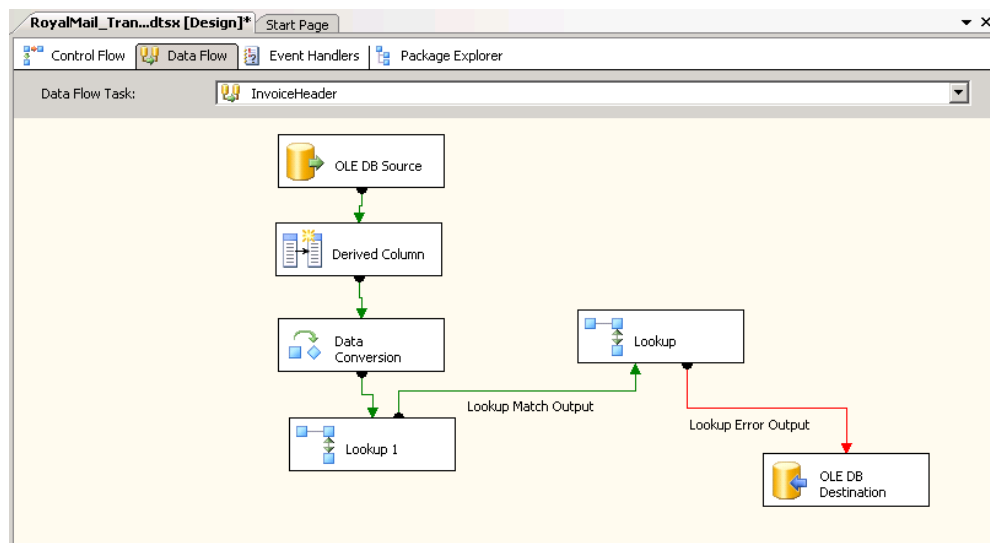 RoyalMail_Tran...dtsx [Design]* Start Page
Control Flow Data Flow Event Handlers Package Explorer
Data Flow Task: InvoiceHeader
OLE DB Source
Derived Column
Data
Conversion
Lookup
Lookup Match Output
Lookup Error Output
Lookup 1
OLE DB
Destination